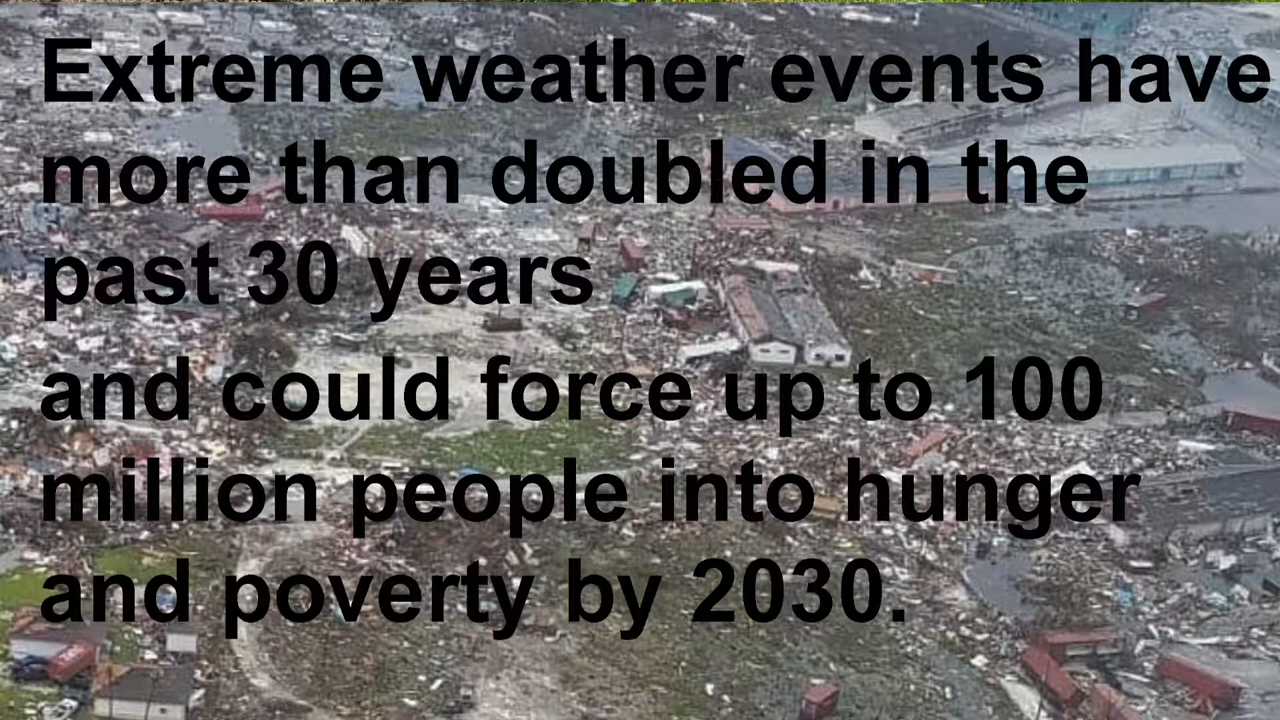 Extreme weather events have
more than doubled in the
past 30 years
and could force up to 100
million people into hunger
and poverty by 2030.